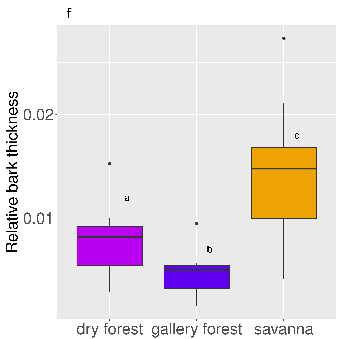 f
Relative bark thickness
0.02
0.01
a
b
c
dry forest
gallery forest
savanna